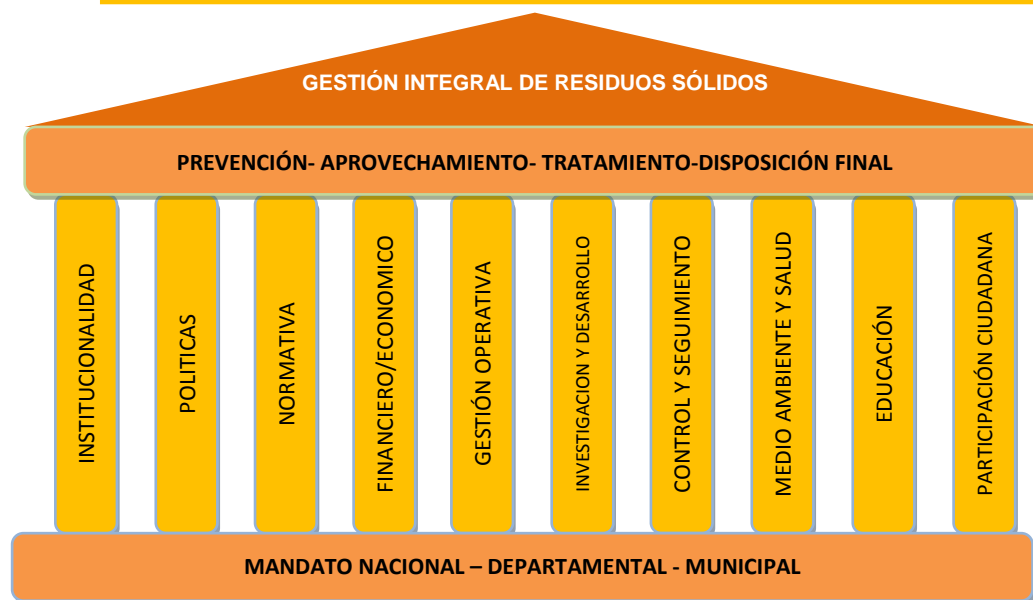 GESTIÓN INTEGRAL DE RESIDUOS SÓLIDOS
PREVENCIÓN- APROVECHAMIENTO- TRATAMIENTO-DISPOSICIÓN FINAL
INSTITUCIONALIDAD
POLITICAS
NORMATIVA
FINANCIERO/ECONOMICO
GESTIÓN OPERATIVA
INVESTIGACION Y DESARROLLO
CONTROL Y SEGUIMIENTO
MEDIO AMBIENTE Y SALUD
EDUCACIÓN
PARTICIPACIÓN CIUDADANA
MANDATO NACIONAL – DEPARTAMENTAL - MUNICIPAL